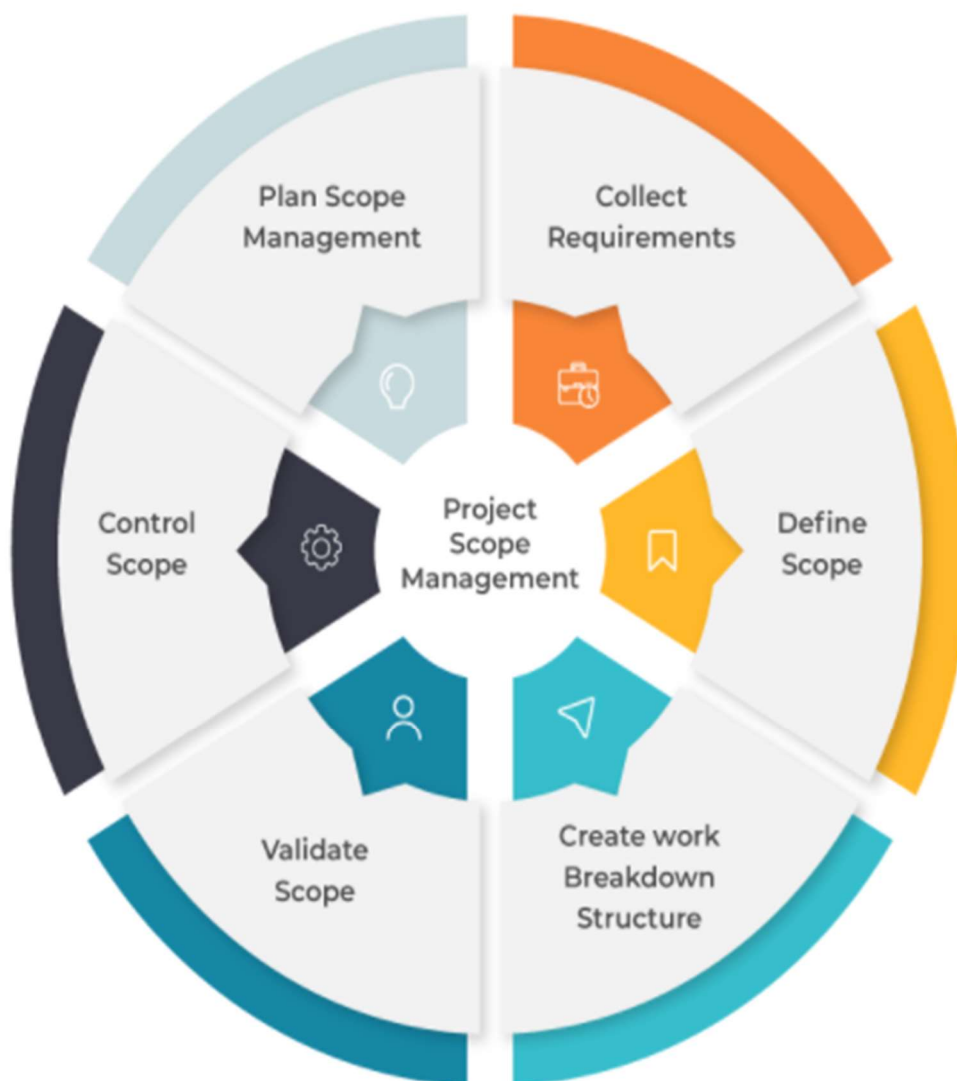 Plan Scope
Management
Collect
Requirements
Define
Scope
Create work
Breakdown
Structure
Validate
Scope
Control
Scope
Project
Scope
Management